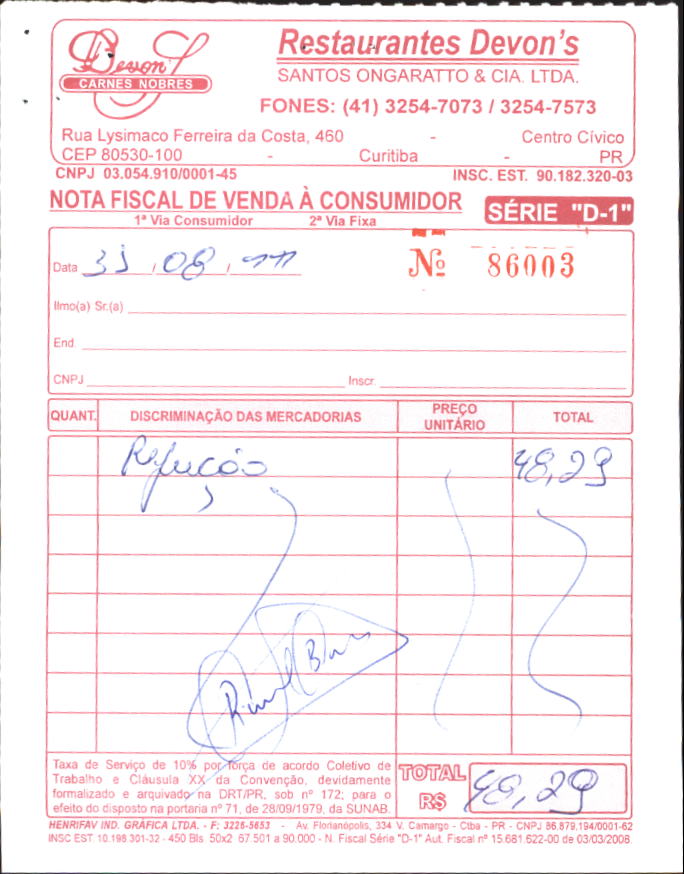 Devon's
CARNES NOBRES
Restaurantes Devon's
SANTOS ONGARATTO & CIA. LTDA.
FONES: (41) 3254-7073 / 3254-7573
Rua Lysimaco Ferreira da Costa, 460 - Centro Cívico
CEP 80530-100 - Curitiba - PR
CNPJ 03.054.910/0001-45 INSC. EST. 90.182.320-03
NOTA FISCAL DE VENDA À CONSUMIDOR SÉRIE "D-1"
1ª Via Consumidor 2ª Via Fixa
Data 31 / 08 / 11 Nº 86003
Ilmo(a) Sr.(a)
End.
CNPJ Inscr.
QUANT. DISCRIMINAÇÃO DAS MERCADORIAS PREÇO UNITÁRIO TOTAL
Refeição 48,29
Taxa de Serviço de 10% por força de acordo Coletivo de
Trabalho e Cláusula XX da Convenção, devidamente
formalizado e arquivado na DRT/PR, sob nº 172; para o
efeito do disposto na portaria nº 71, de 28/09/1979, da SUNAB.
TOTAL R$ 48,29
HENRIFAV IND. GRÁFICA LTDA. - F: 3226-5653 - Av. Florianópolis, 334 V. Camargo - Ctba - PR - CNPJ 86.879.194/0001-62
INSC EST. 10.198.301-32 - 450 Bls 50x2 67.501 a 90.000 - N. Fiscal Série "D-1" Aut. Fiscal nº 15.681.622-00 de 03/03/2008